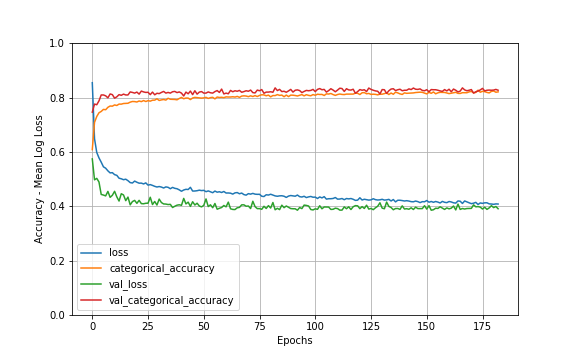 1.0
0.8
0.6
0.4
0.2
0.0
Accuracy - Mean Log Loss
loss
categorical_accuracy
val_loss
val_categorical_accuracy
0 25 50 75 100 125 150 175
Epochs